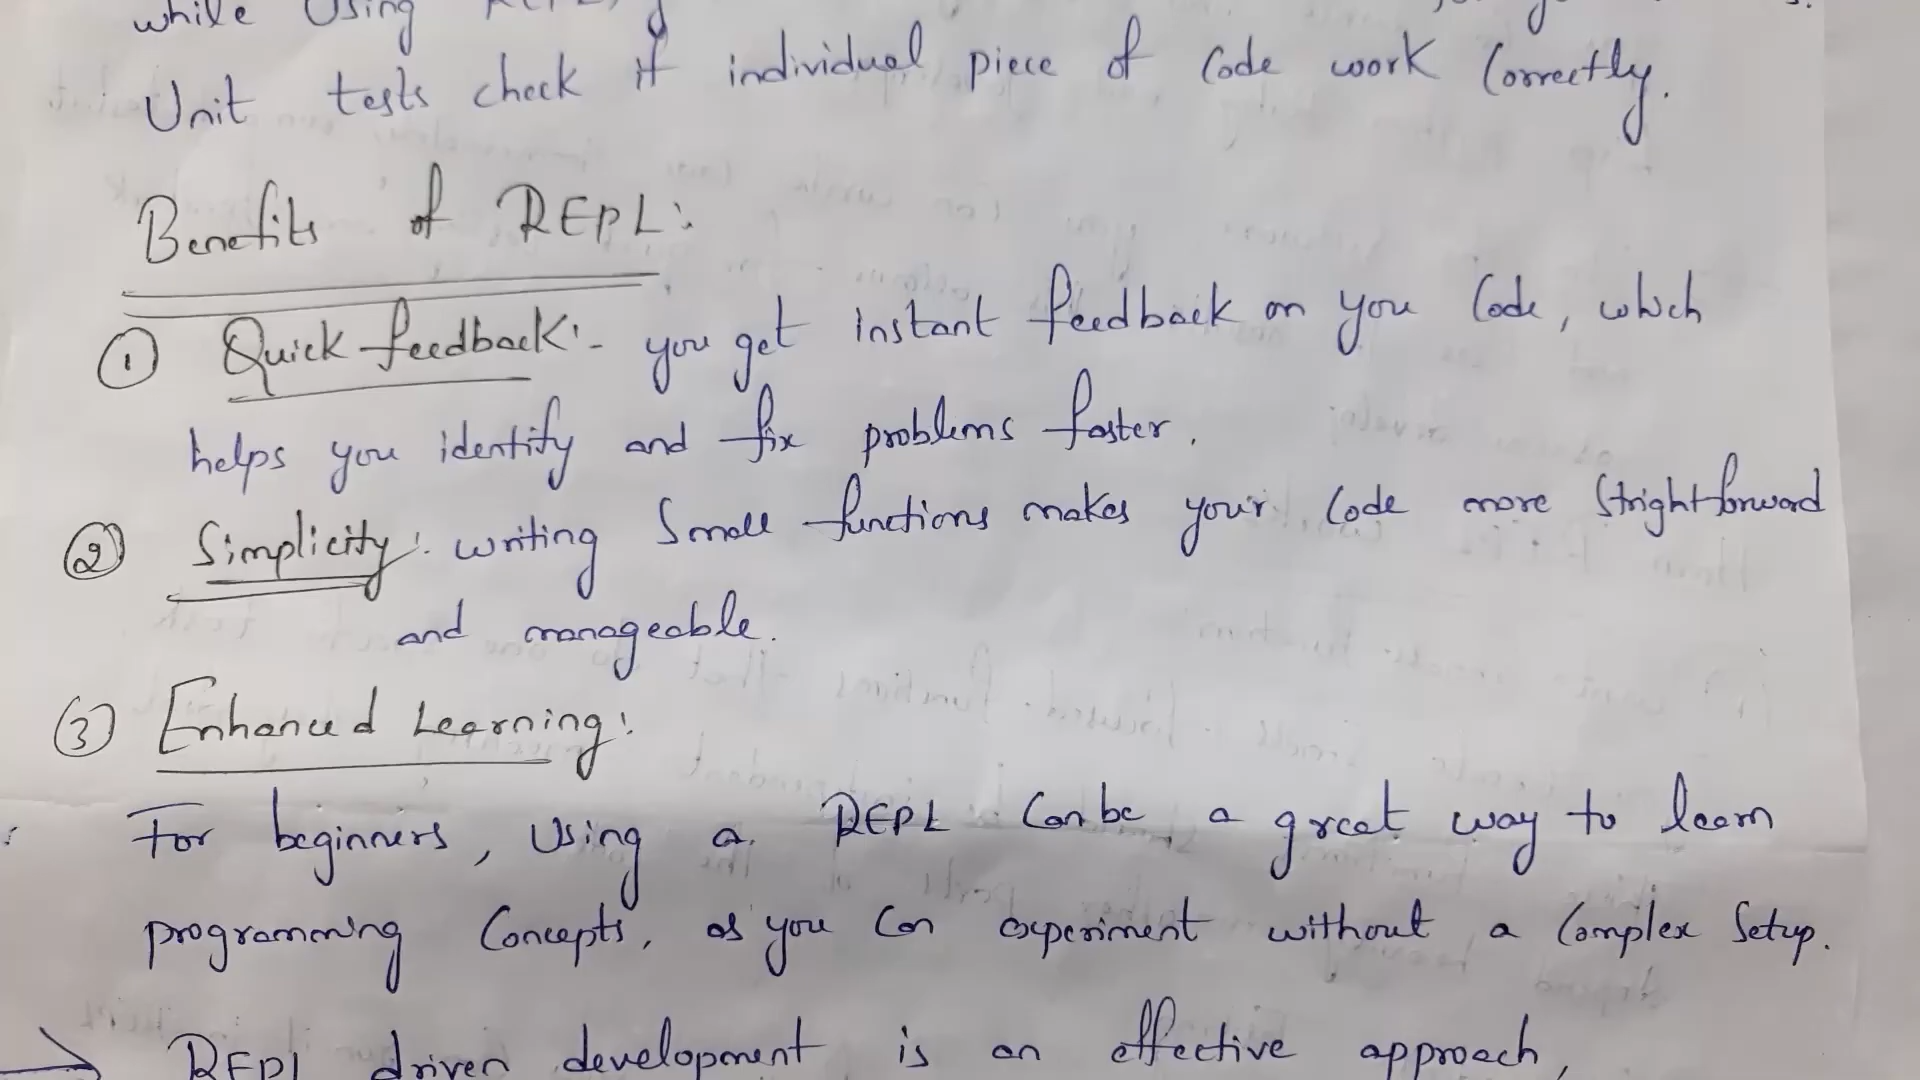 while Using
Unit tests check if individual piece of Code work Correctly.
Benefits of REPL:
① Quick feedback:- you get instant feedback on you Code, which
helps you identify and fix problems faster.
② Simplicity: writing Small functions makes your Code more Strightforward
and manageable.
③ Enhanced Learning:
For beginners, Using a REPL Can be a great way to learn
programming Concepts, as you Can experiment without a Complex Setup.
→ REPL driven development is an effective approach,